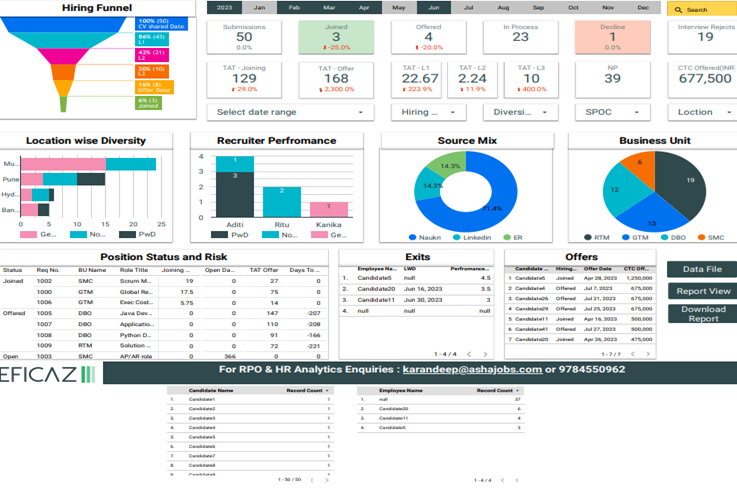 Hiring Funnel
100% (50)
CV shared Date
86% (43)
L1
42% (21)
L2
20% (10)
L3
16% (8)
Offer Date
6% (3)
Joined
2023 Jan Feb Mar Apr May Jun Jul Aug Sep Oct Nov Dec
Search
Submissions
50
0.0%
Joined
3
-25.0%
Offered
4
-20.0%
In Process
23
Decline
1
0.0%
Interview Rejects
19
TAT - Joining
129
29.0%
TAT - Offer
168
2,300.0%
TAT - L1
22.67
223.9%
TAT - L2
2.24
11.9%
TAT - L3
10
400.0%
NP
39
CTC Offered(INR)
677,500
Select date range
Hiring ...
Diversi...
SPOC
Loction
Location wise Diversity
Mu...
Pune
Hyd...
Ban...
0 5 10 15 20 25
Ge... No... PwD
Recruiter Perfromance
4
3
2
1
0
1
3
2
1
Aditi Ritu Kanika
PwD No... Ge...
Source Mix
14.3%
14.3%
71.4%
Naukri Linkedin ER
Business Unit
6
19
12
13
RTM GTM DBO SMC
Position Status and Risk
Status Req No. BU Name Role Title Joining ... Open Da... TAT Offer Days To ...
Joined 1002 SMC Scrum M... 19 0 27 0
1000 GTM Global Re... 17.5 0 75 0
1006 GTM Exec Cost... 5.75 0 14 0
Offered 1005 DBO Java Dev... 0 0 147 -207
1007 DBO Applicatio... 0 0 110 -208
1008 DBO Python D... 0 0 91 -166
1009 RTM Solution ... 0 0 72 -221
Open 1003 SMC AP/AR role 0 366 0 0
Exits
Employee Na... LWD Perfromance...
1. Candidate5 null 4.5
2. Candidate20 Jun 16, 2023 3.5
3. Candidate11 Jun 30, 2023 3
4. null null null
1 - 4 / 4
Offers
Candidate ... Hiring... Offer Date CTC Off...
1 Candidate5 Joined Apr 28, 2023 1,250,000
2 Candidate4 Offered Jul 7, 2023 675,000
3 Candidate26 Offered Jul 21, 2023 675,000
4 Candidate29 Offered Jul 25, 2023 675,000
5 Candidate11 Joined Apr 16, 2023 500,000
6 Candidate41 Offered Jul 27, 2023 500,000
7 Candidate20 Joined Apr 26, 2023 475,000
1 - 7 / 7
Data File
Report View
Download
Report
EFICAZ
For RPO & HR Analytics Enquiries : karandeep@ashajobs.com or 9784550962
Candidate Name Record Count
1. Candidate1 1
2. Candidate2 1
3. Candidate3 1
4. Candidate4 1
5. Candidate5 1
6. Candidate6 1
7. Candidate7 1
8. Candidate8 1
1 - 50 / 50
Employee Name Record Count
1. null 37
2. Candidate20 6
3. Candidate11 4
4. Candidate5 3
1 - 4 / 4